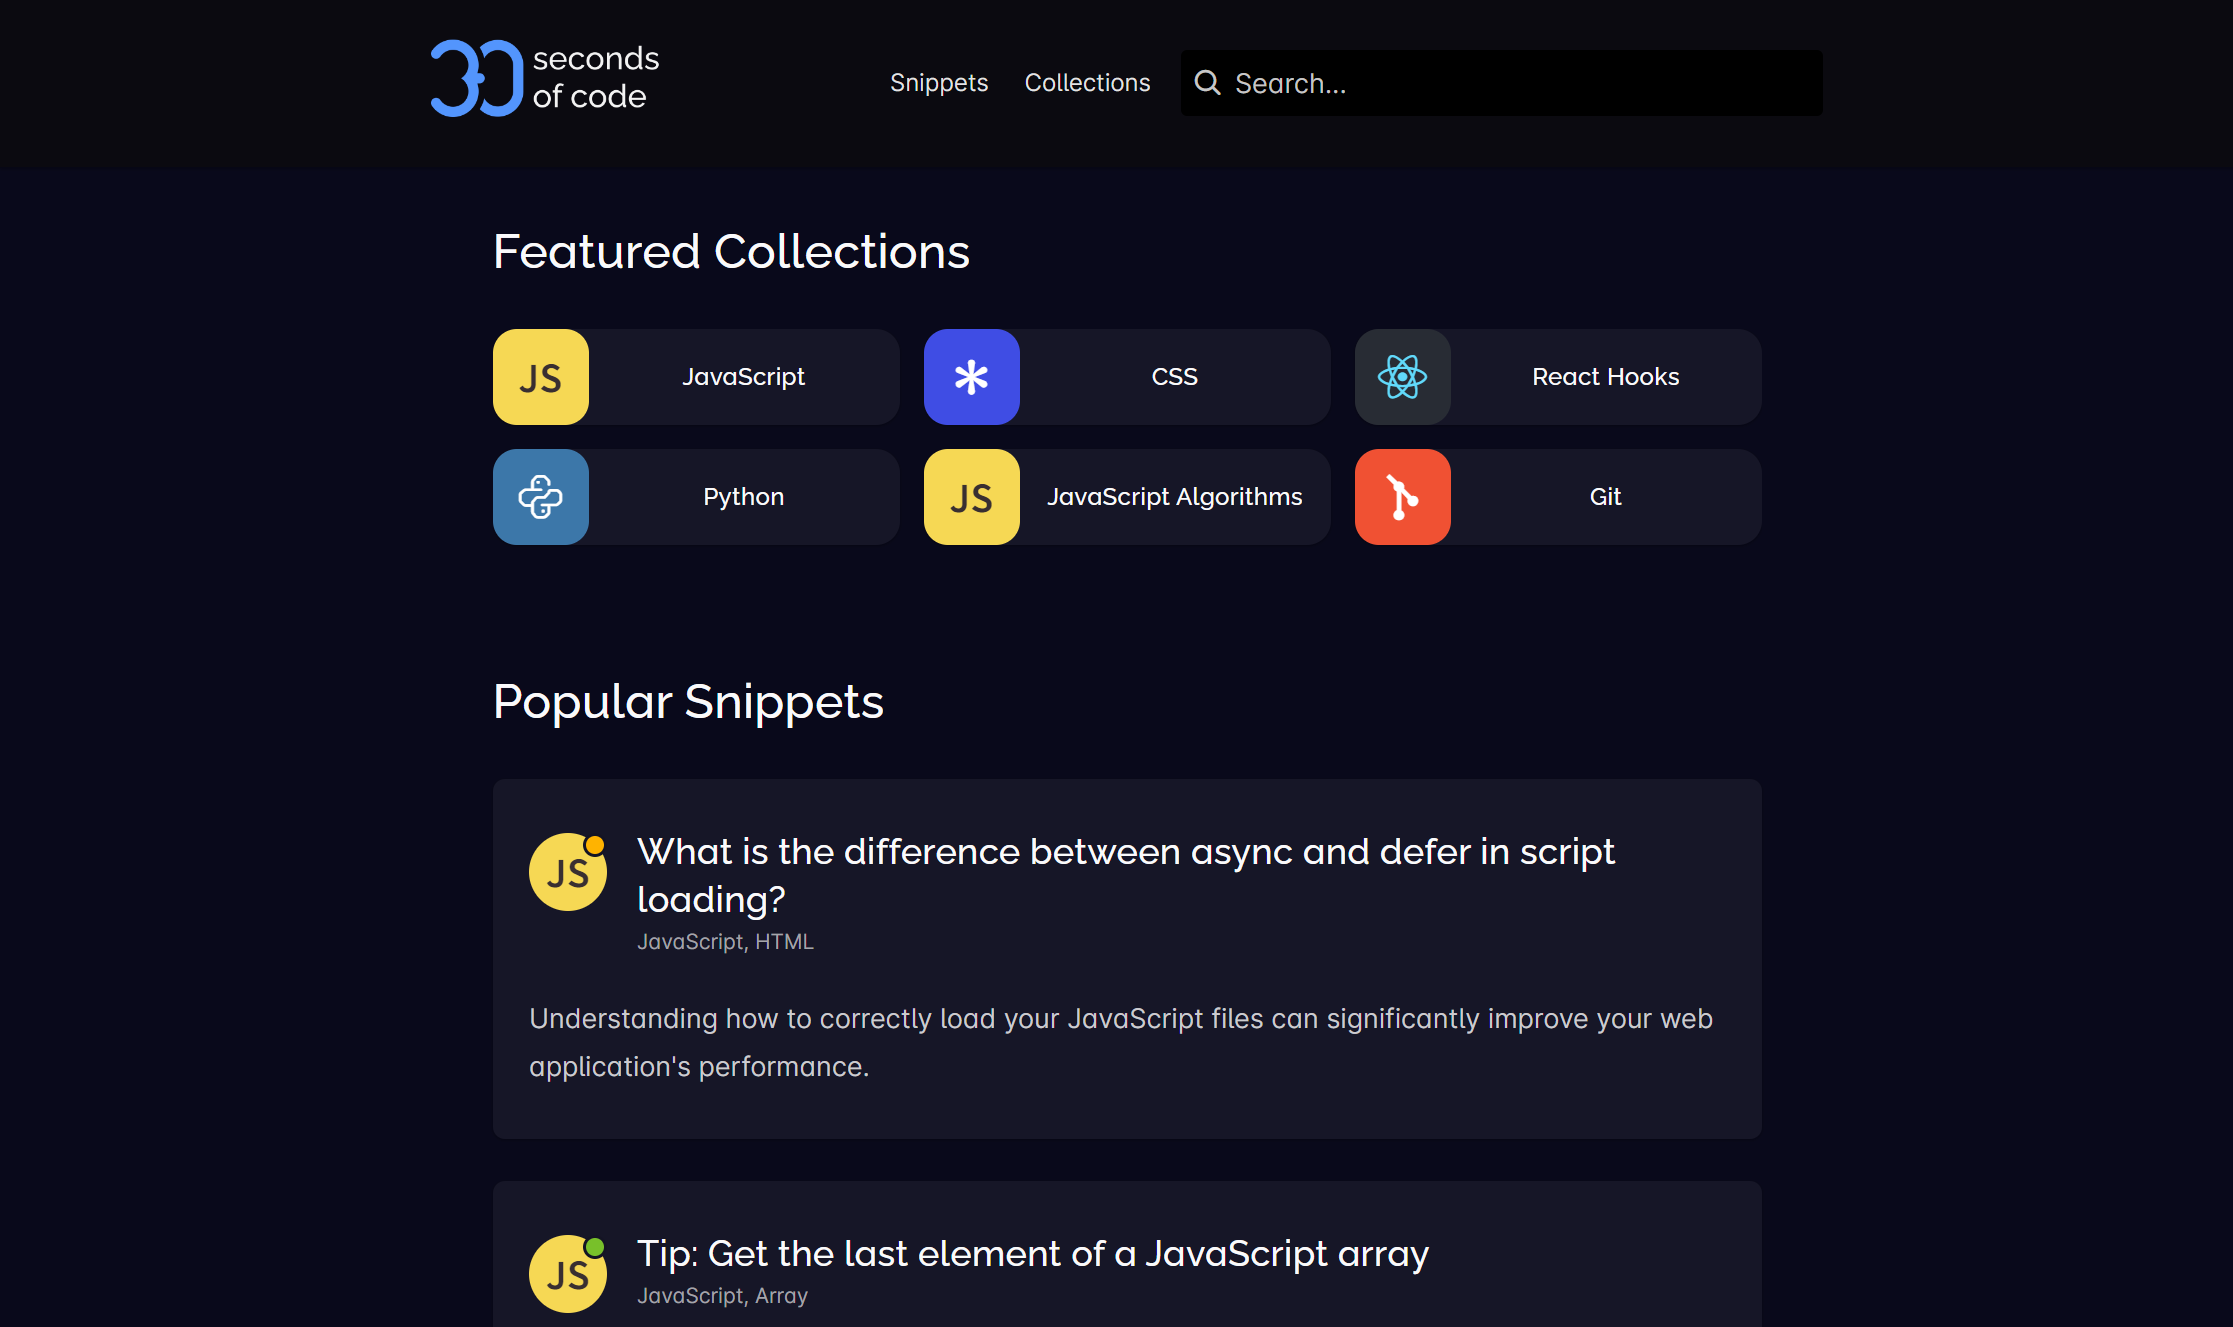 30 seconds
of code
Snippets
Collections
Search...
Featured Collections
JS
JavaScript
CSS
React Hooks
Python
JS
JavaScript Algorithms
Git
Popular Snippets
JS
What is the difference between async and defer in script
loading?
JavaScript, HTML
Understanding how to correctly load your JavaScript files can significantly improve your web
application's performance.
JS
Tip: Get the last element of a JavaScript array
JavaScript, Array